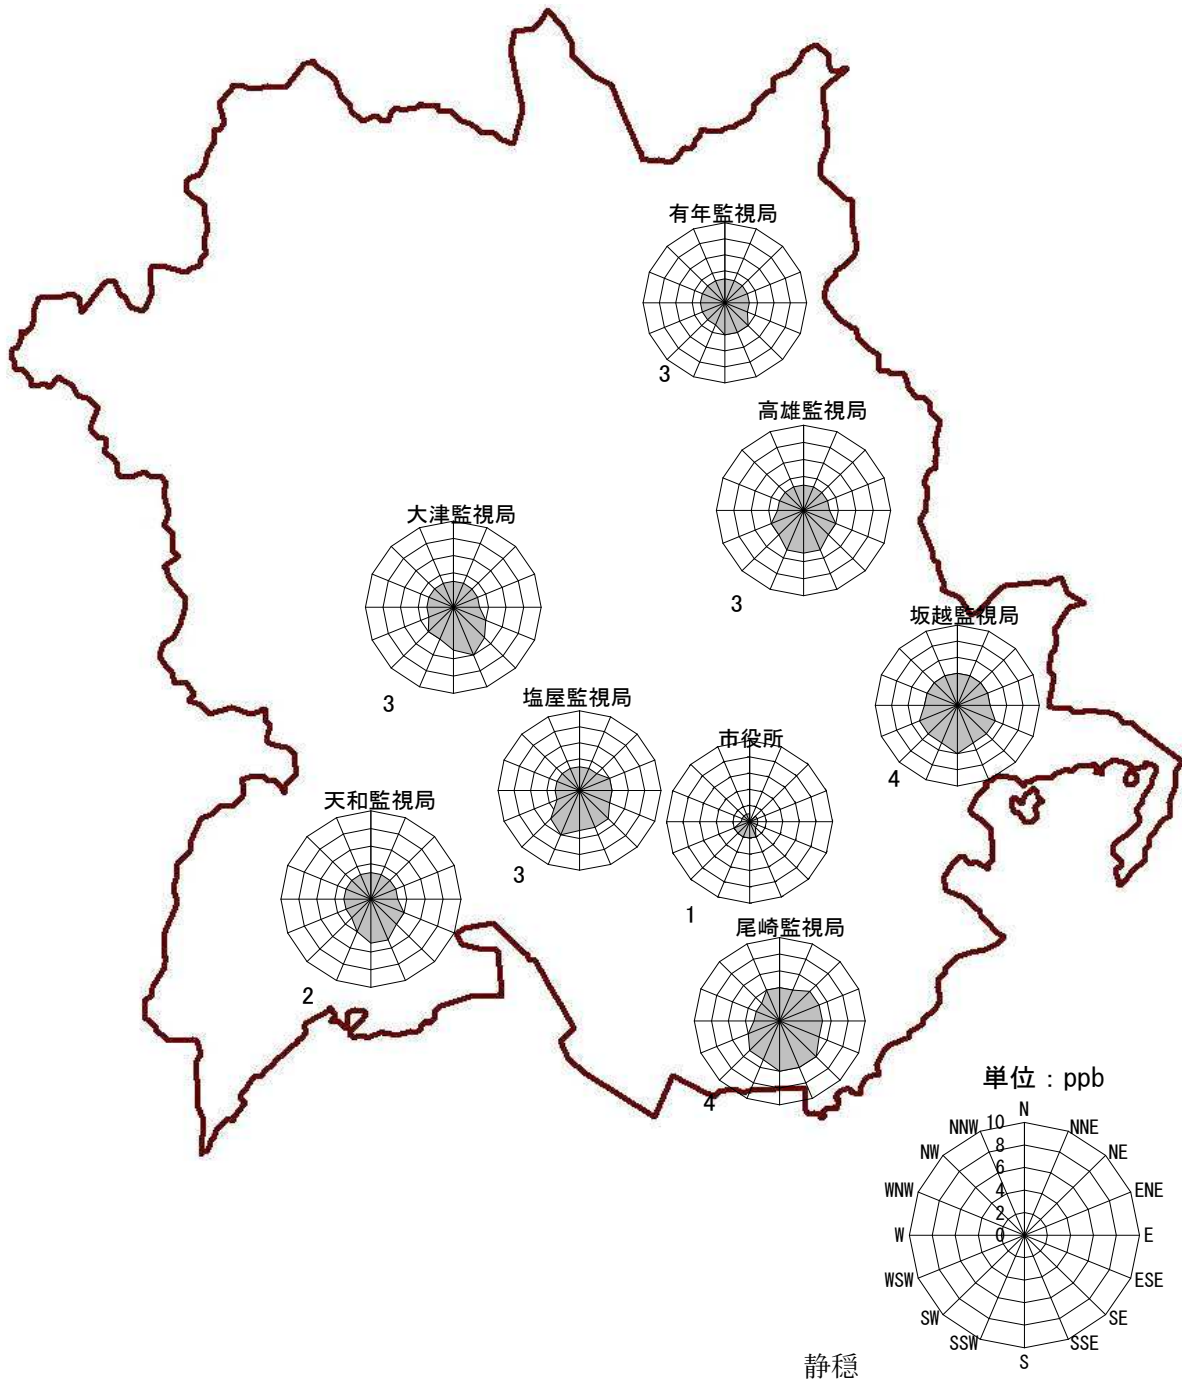 有年監視局
3
高雄監視局
3
大津監視局
3
坂越監視局
4
塩屋監視局
3
市役所
1
天和監視局
2
尾崎監視局
4
単位：ppb
N
NNE
NE
ENE
E
ESE
SE
SSE
S
SSW
SW
WSW
W
WNW
NW
NNW
10
8
6
4
2
0
静穏